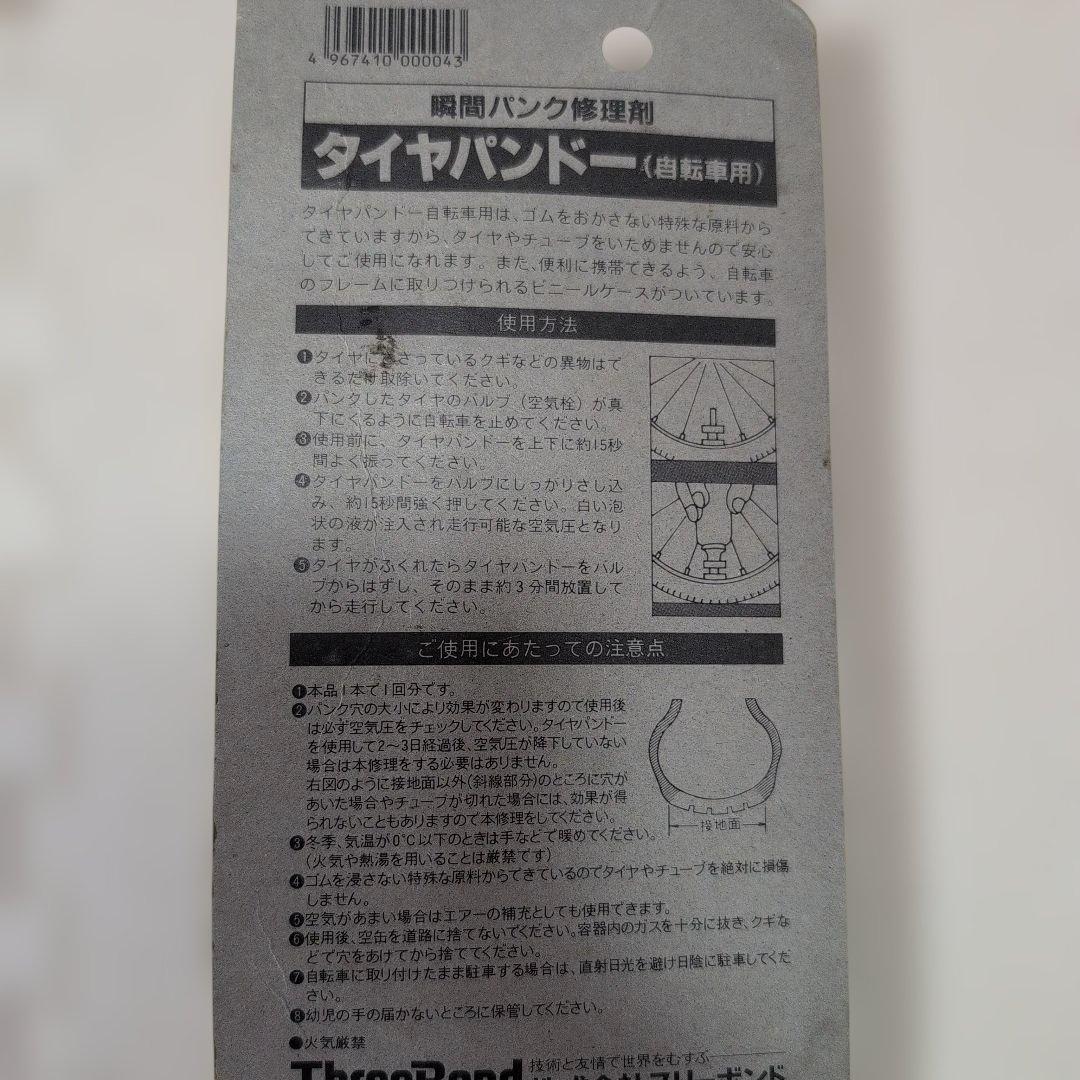 4 967410 000043
瞬間パンク修理剤
タイヤパンドー(自転車用)
タイヤパンドー自転車用は、ゴムをおかさない特殊な原料から
できていますから、タイヤやチューブをいためませんので安心
してご使用になれます。また、便利に携帯できるよう、自転車
のフレームに取りつけられるビニールケースがついています。
使用方法
❶タイヤに さっているクギなどの異物はで
きるだけ取除いてください。
❷パンクしたタイヤのバルブ(空気栓)が真
下にくるように自転車を止めてください。
❸使用前に、タイヤパンドーを上下に約15秒
間よく振ってください。
❹タイヤパンドーをバルブにしっかりさし込
み、約15秒間強く押してください。白い泡
状の液が注入され走行可能な空気圧となり
ます。
❺タイヤがふくれたらタイヤパンドーをバル
ブからはずし、そのまま約3分間放置して
から走行してください。
ご使用にあたっての注意点
❶本品1本で1回分です。
❷パンク穴の大小により効果が変わりますので使用後
は必ず空気圧をチェックしてください。タイヤパンドー
を使用して2〜3日経過後、空気圧が降下していない
場合は本修理をする必要はありません。
右図のように接地面以外(斜線部分)のところに穴が
あいた場合やチューブが切れた場合には、効果が得
られないこともありますので本修理をしてください。
接地面
❸冬季、気温が0℃以下のときは手などで暖めてください。
(火気や熱湯を用いることは厳禁です)
❹ゴムを浸さない特殊な原料からできているのでタイヤやチューブを絶対に損傷
しません。
❺空気があまい場合はエアーの補充としても使用できます。
❻使用後、空缶を道路に捨てないでください。容器内のガスを十分に抜き、クギな
どで穴をあけてから捨ててください。
❼自転車に取り付けたまま駐車する場合は、直射日光を避け日陰に駐車してくだ
さい。
❽幼児の手の届かないところに保管してください。
●火気厳禁
ThreeBond 技術と友情で世界をむすぶ
株式会社スリーボンド